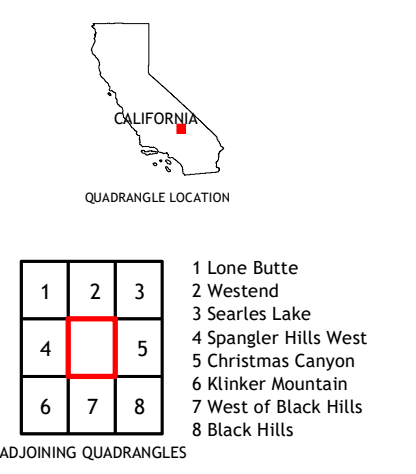 CALIFORNIA
QUADRANGLE LOCATION
1 2 3
4 5
6 7 8
ADJOINING QUADRANGLES
1 Lone Butte
2 Westend
3 Searles Lake
4 Spangler Hills West
5 Christmas Canyon
6 Klinker Mountain
7 West of Black Hills
8 Black Hills